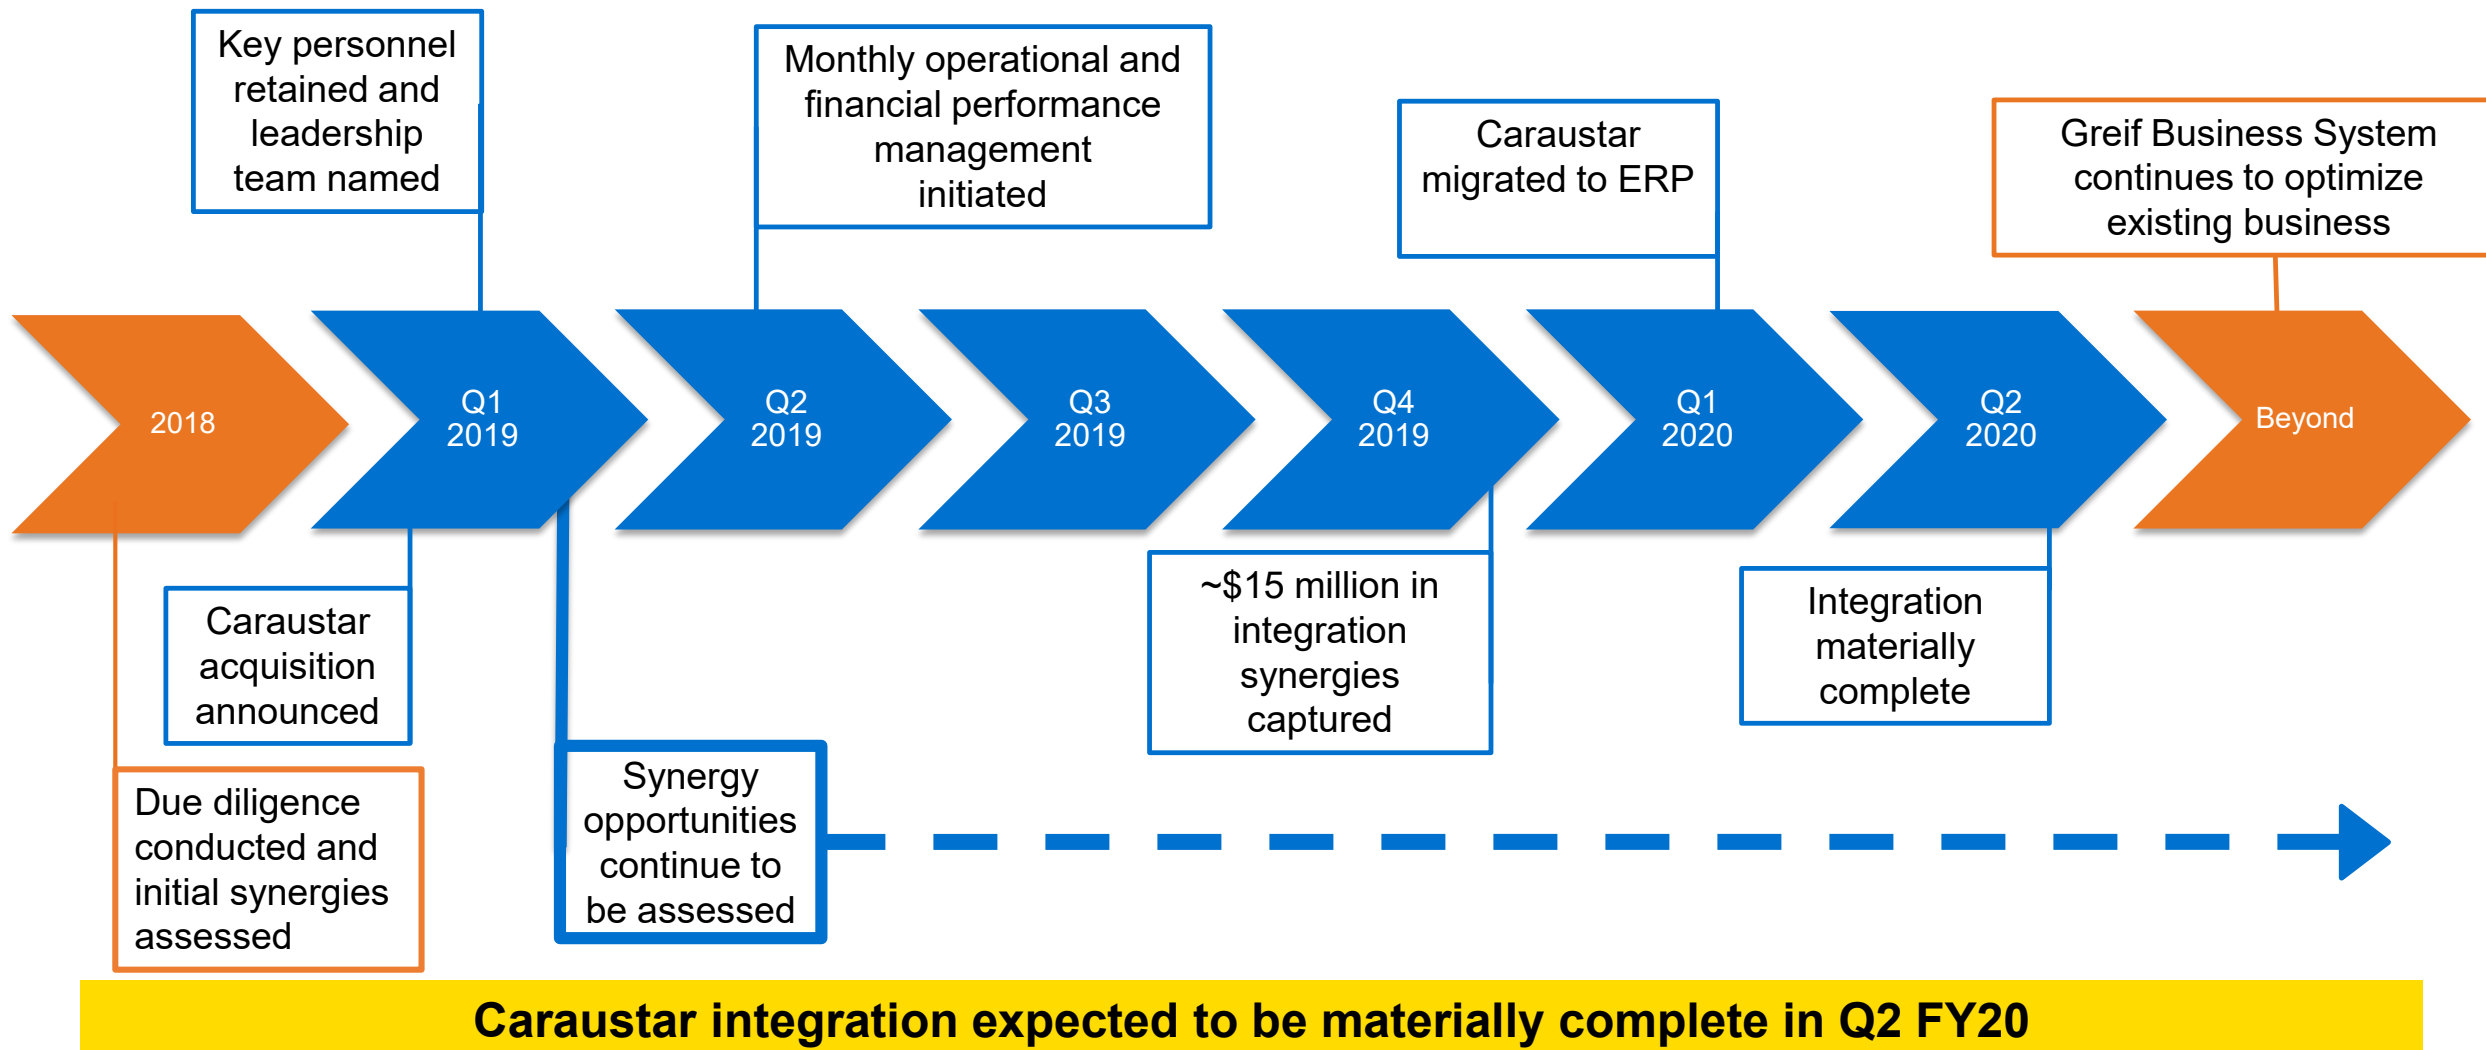 Key personnel
retained and
leadership
team named
Monthly operational and
financial performance
management
initiated
Caraustar
migrated to ERP
Greif Business System
continues to optimize
existing business
2018
Q1
2019
Q2
2019
Q3
2019
Q4
2019
Q1
2020
Q2
2020
Beyond
Caraustar
acquisition
announced
~$15 million in
integration
synergies
captured
Integration
materially
complete
Due diligence
conducted and
initial synergies
assessed
Synergy
opportunities
continue to
be assessed
Caraustar integration expected to be materially complete in Q2 FY20